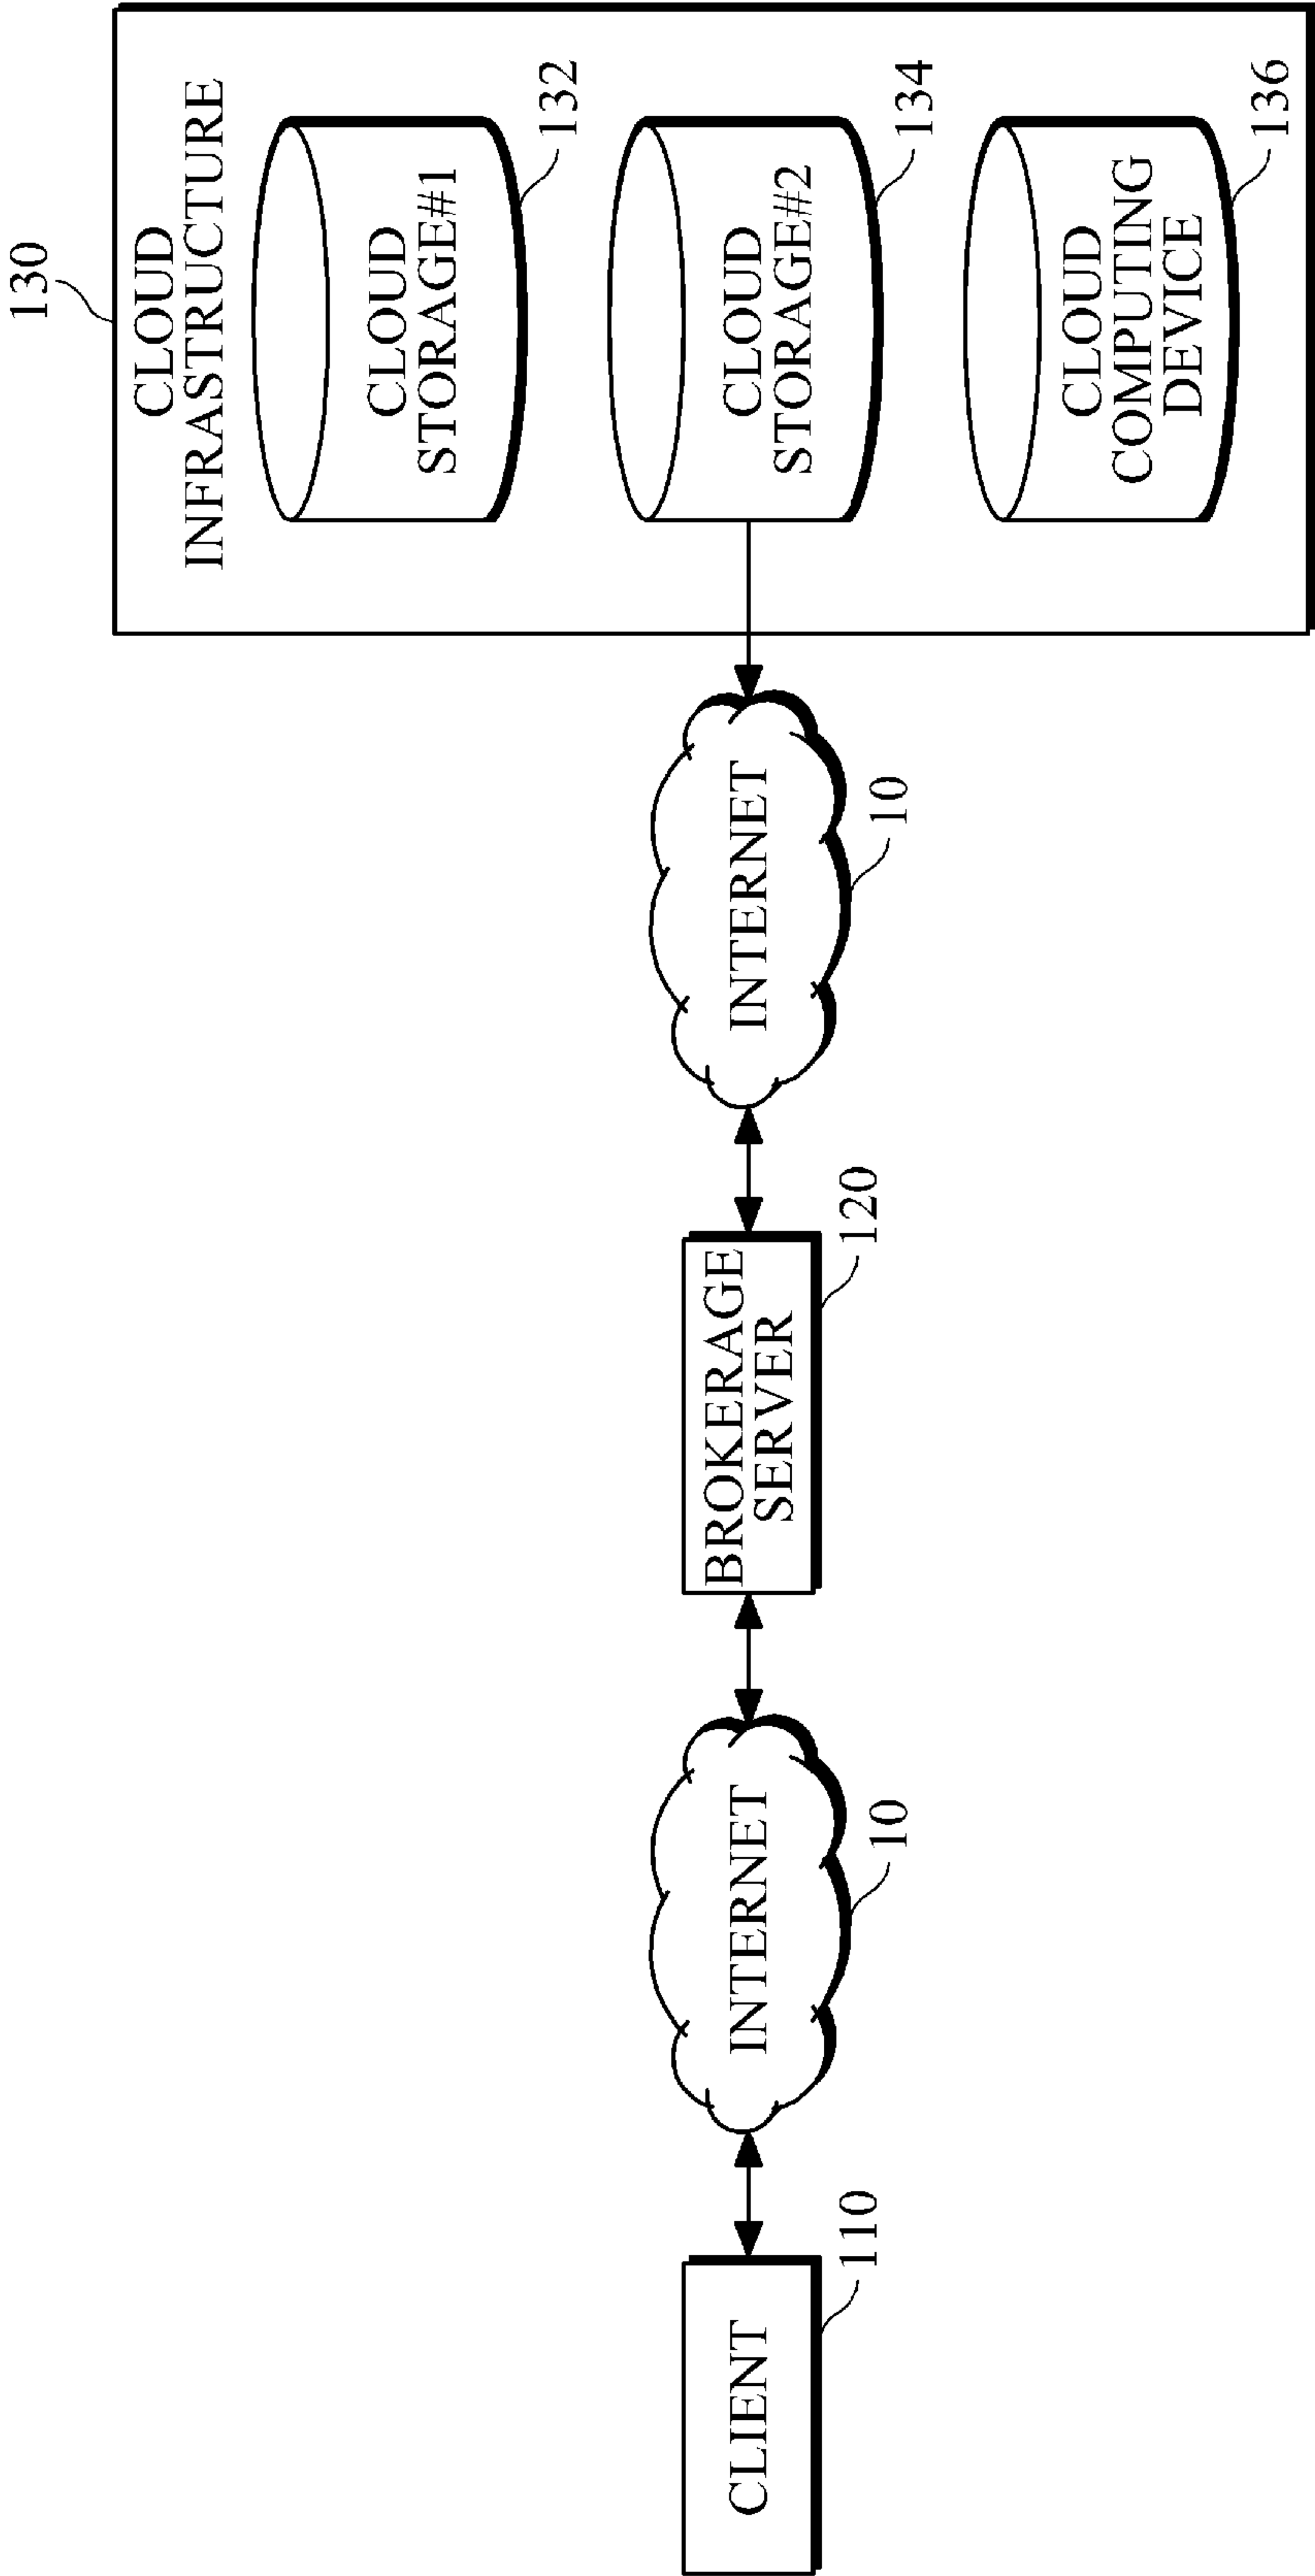 130
CLOUD
INFRASTRUCTURE
CLOUD
STORAGE#1
132
CLIENT
110
INTERNET
10
BROKERAGE
SERVER
120
INTERNET
10
CLOUD
STORAGE#2
134
CLOUD
COMPUTING
DEVICE
136